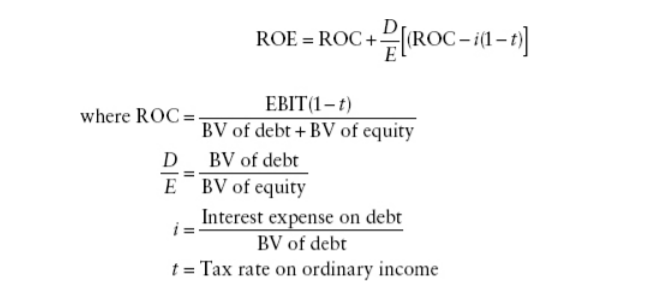 ROE = ROC + D/E [(ROC – i(1 – t)]
where ROC = EBIT(1 – t) / BV of debt + BV of equity
D/E = BV of debt / BV of equity
i = Interest expense on debt / BV of debt
t = Tax rate on ordinary income